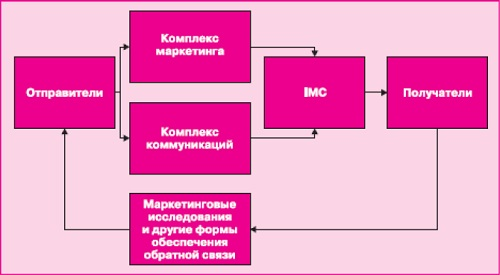 Комплекс
маркетинга
Отправители
IMC
Получатели
Комплекс
коммуникаций
Маркетинговые
исследования
и другие формы
обеспечения
обратной связи